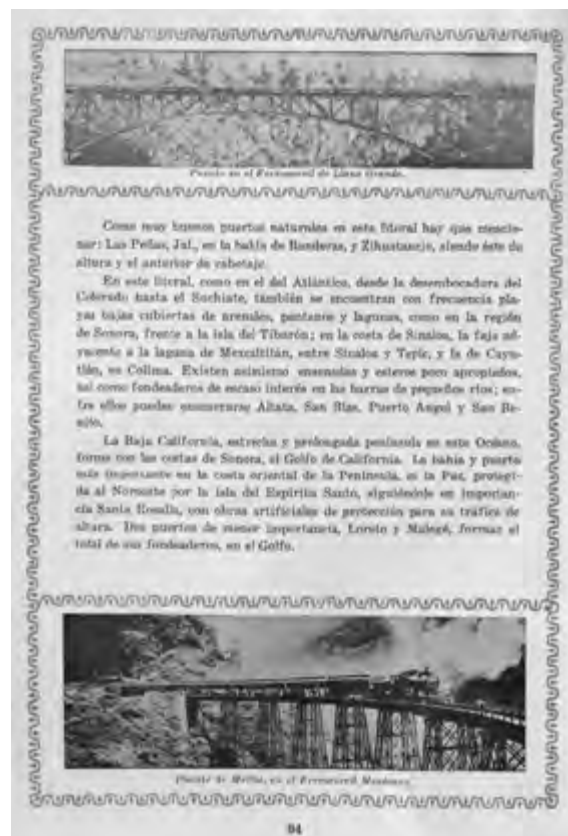 Puente en el Ferrocarril de Llano Grande.
Como muy buenos puertos naturales en este litoral hay que mencio-
nar: Las Peñas, Jal., en la bahía de Banderas, y Zihuatanejo, siendo éste de
altura y el anterior de cabotaje.
En este literal, como en el del Atlántico, desde la desembocadura del
Colorado hasta el Suchiate, también se encuentran con frecuencia pla-
yas bajas cubiertas de arenales, pantanos y lagunas, como en la región
de Sonora, frente a la isla del Tiburón; en la costa de Sinaloa, la faja ad-
yacente a la laguna de Mexcaltitán, entre Sinaloa y Tepic, y la de Cayu-
tlán, en Colima. Existen asimismo ensenadas y esteros poco apropiados,
así como fondeaderos de escaso interés en las barras de pequeños ríos; en-
tre ellos pueden enumerarse Altata, San Blas, Puerto Angel y San Be-
nito.
La Baja California, estrecha y prolongada península en este Océano,
forma con las costas de Sonora, el Golfo de California. La bahía y puerto
más importante en la costa oriental de la Península, es la Paz, protegi-
da al Noroeste por la isla del Espíritu Santo, siguiéndole en importan-
cia Santa Rosalía, con obras artificiales de protección para su tráfico de
altura. Dos puertos de menor importancia, Loreto y Mulegé, forman el
total de sus fondeaderos, en el Golfo.
Puente de Metlac, en el Ferrocarril Mexicano.
94